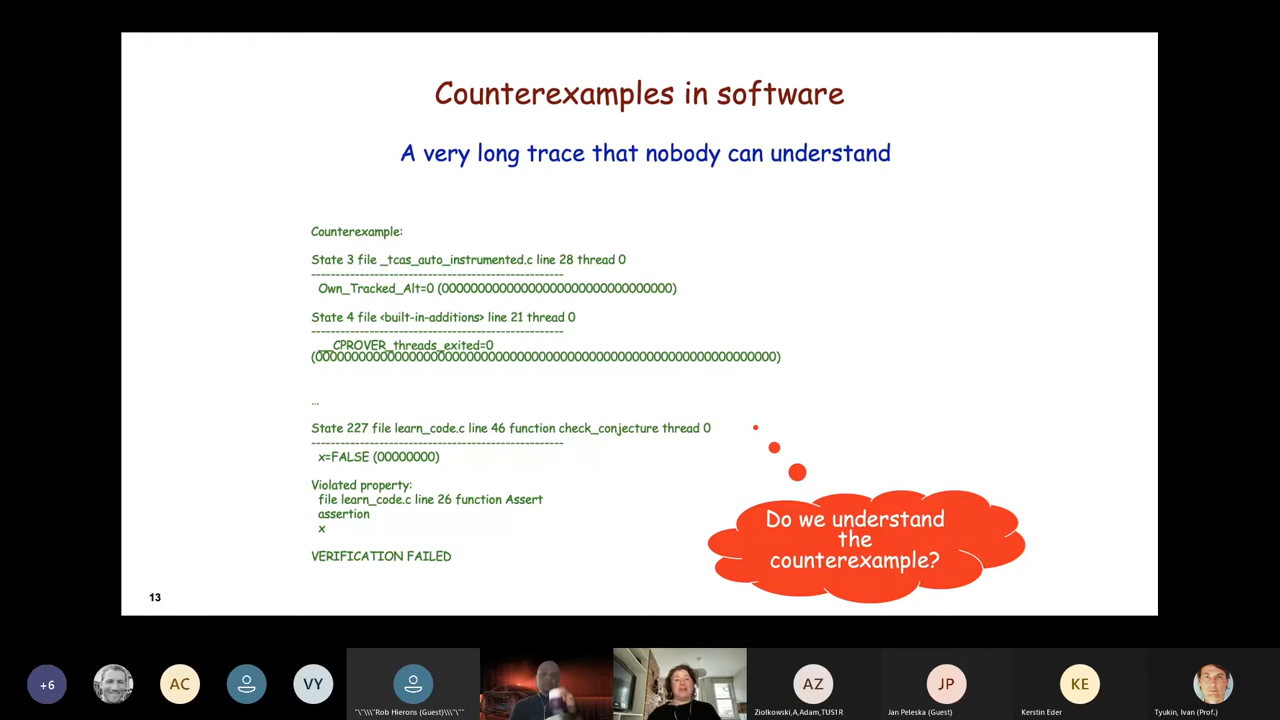 Counterexamples in software
A very long trace that nobody can understand
Counterexample:
State 3 file _tcas_auto_instrumented.c line 28 thread 0
----------------------------------------------------
Own_Tracked_Alt=0 (00000000000000000000000000000000)
State 4 file <built-in-additions> line 21 thread 0
----------------------------------------------------
__CPROVER_threads_exited=0
(0000000000000000000000000000000000000000000000000000000000000000)
...
State 227 file learn_code.c line 46 function check_conjecture thread 0
----------------------------------------------------
x=FALSE (00000000)
Violated property:
file learn_code.c line 26 function Assert
assertion
x
VERIFICATION FAILED
Do we understand
the
counterexample?
13
+6
AC
VY
"\"\\\"Rob Hierons (Guest)\\\"\""
AZ
Ziolkowski,A,Adam,TUS1R
JP
Jan Peleska (Guest)
KE
Kerstin Eder
Tyukin, Ivan (Prof.)